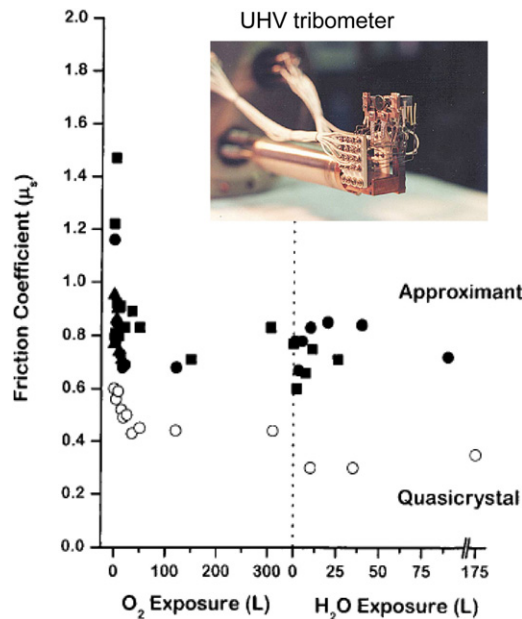 UHV tribometer
2.0
1.8
1.6
1.4
1.2
1.0
0.8
0.6
0.4
0.2
0.0
Friction Coefficient (μs)
Approximant
Quasicrystal
0 100 200 300 0 25 50 75 175
O2 Exposure (L) H2O Exposure (L)